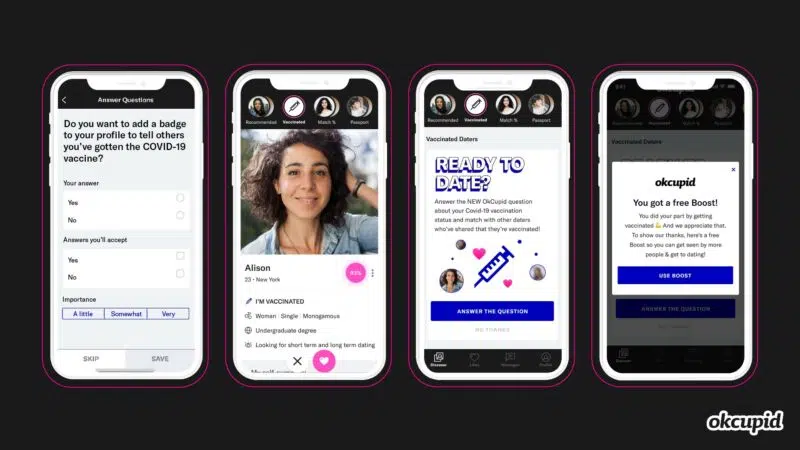 Answer Questions
Do you want to add a badge
to your profile to tell others
you've gotten the COVID-19
vaccine?
Your answer
Yes
No
Answers you'll accept
Yes
No
Importance
A little
Somewhat
Very
SKIP
SAVE
Recommended
Vaccinated
Match %
Passport
Alison
23 • New York
93%
I'M VACCINATED
Woman | Single | Monogamous
Undergraduate degree
Looking for short term and long term dating
Recommended
Vaccinated
Match %
Passport
Vaccinated Daters
READY TO
DATE?
Answer the NEW OkCupid question
about your Covid-19 vaccination
status and match with other daters
who've shared that they're vaccinated!
ANSWER THE QUESTION
NO THANKS
Discover
Likes
Messages
Profile
okcupid
Recommended
Vaccinated
Match %
Passport
Vaccinated Daters
okcupid
You got a free Boost!
You did your part by getting
vaccinated 💪 And we appreciate that.
To show our thanks, here's a free
Boost so you can get seen by more
people & get to dating!
USE BOOST
ANSWER THE QUESTION
okcupid